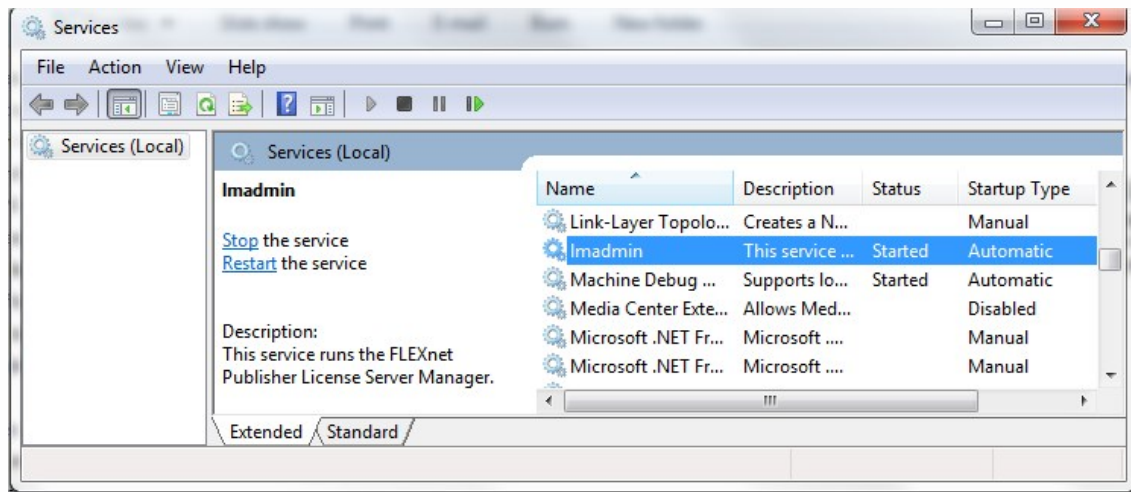 Services
File Action View Help
Services (Local)
Services (Local)
lmadmin
Stop the service
Restart the service
Description:
This service runs the FLEXnet
Publisher License Server Manager.
Name Description Status Startup Type
Link-Layer Topolo... Creates a N... Manual
lmadmin This service ... Started Automatic
Machine Debug ... Supports lo... Started Automatic
Media Center Exte... Allows Med... Disabled
Microsoft .NET Fr... Microsoft .... Manual
Microsoft .NET Fr... Microsoft .... Manual
Extended Standard